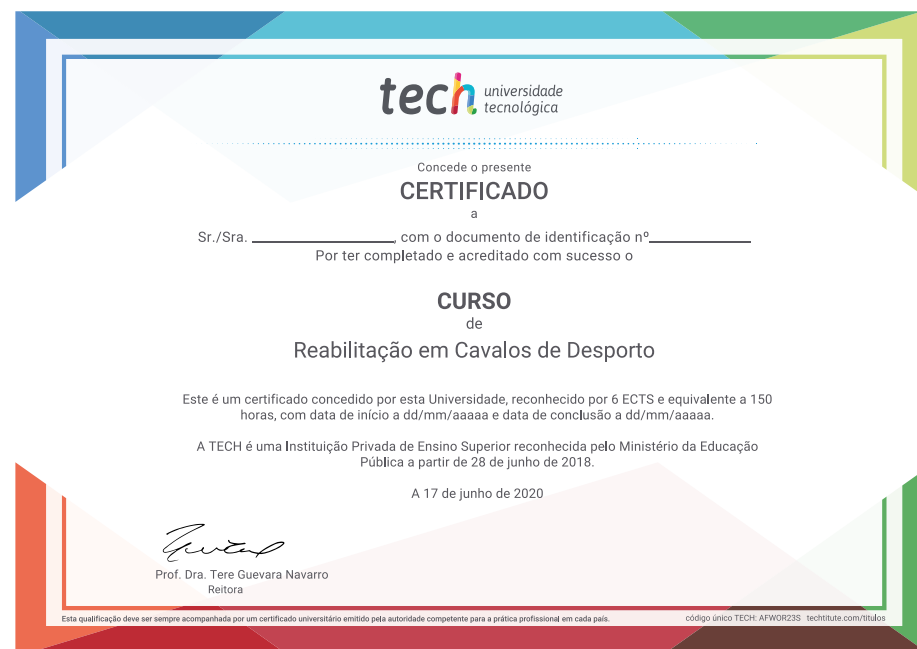 tech universidade
tecnológica
Concede o presente
CERTIFICADO
a
Sr./Sra. ____________________, com o documento de identificação nº______________
Por ter completado e acreditado com sucesso o
CURSO
de
Reabilitação em Cavalos de Desporto
Este é um certificado concedido por esta Universidade, reconhecido por 6 ECTS e equivalente a 150
horas, com data de início a dd/mm/aaaaa e data de conclusão a dd/mm/aaaaa.
A TECH é uma Instituição Privada de Ensino Superior reconhecida pelo Ministério da Educação
Pública a partir de 28 de junho de 2018.
A 17 de junho de 2020
Prof. Dra. Tere Guevara Navarro
Reitora
Esta qualificação deve ser sempre acompanhada por um certificado universitário emitido pela autoridade competente para a prática profissional em cada país.
código único TECH: AFWOR23S techtitute.com/titulos